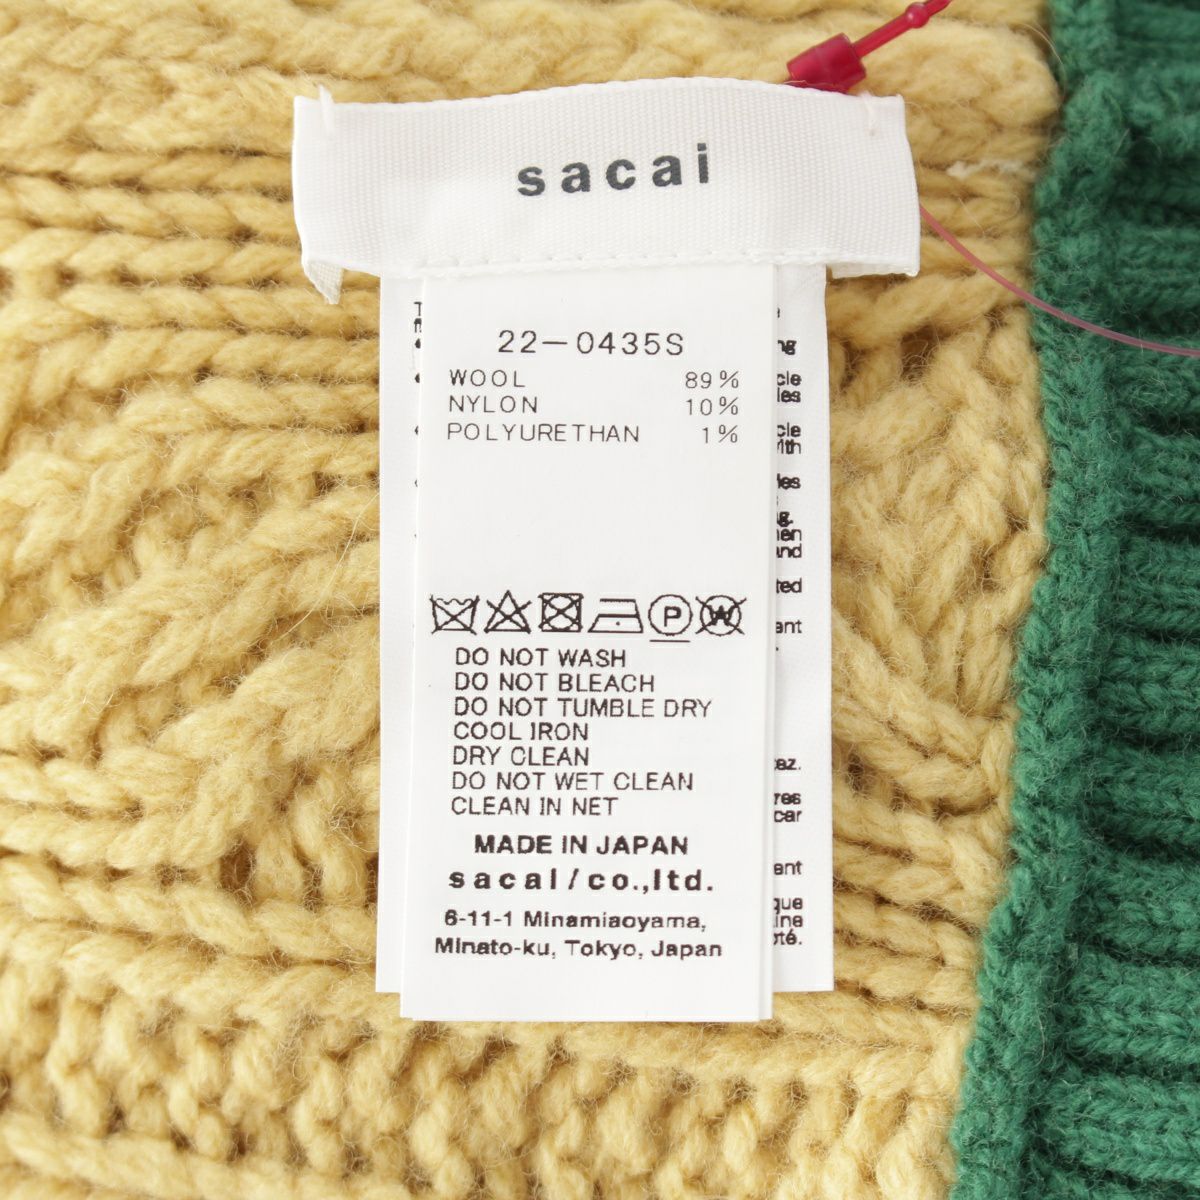 sacai
22-0435S
WOOL 89%
NYLON 10%
POLYURETHAN 1%
P W
DO NOT WASH
DO NOT BLEACH
DO NOT TUMBLE DRY
COOL IRON
DRY CLEAN
DO NOT WET CLEAN
CLEAN IN NET
MADE IN JAPAN
sacai/co.,ltd.
6-11-1 Minamiaoyama,
Minato-ku, Tokyo, Japan